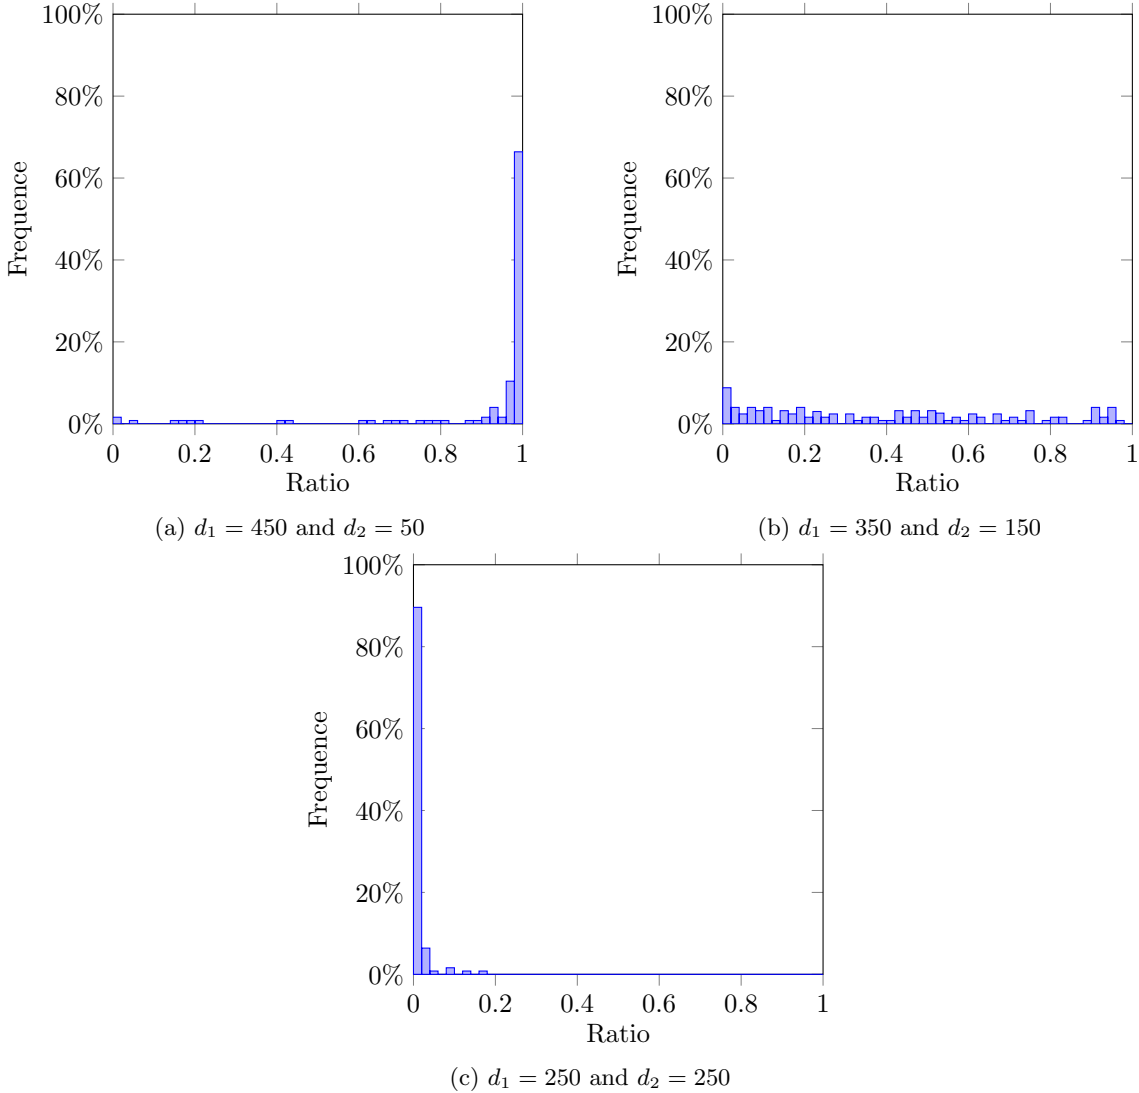 100%
80%
60%
40%
20%
0%
Frequence
0 0.2 0.4 0.6 0.8 1
Ratio
(a) d₁ = 450 and d₂ = 50
100%
80%
60%
40%
20%
0%
Frequence
0 0.2 0.4 0.6 0.8 1
Ratio
(b) d₁ = 350 and d₂ = 150
100%
80%
60%
40%
20%
0%
Frequence
0 0.2 0.4 0.6 0.8 1
Ratio
(c) d₁ = 250 and d₂ = 250